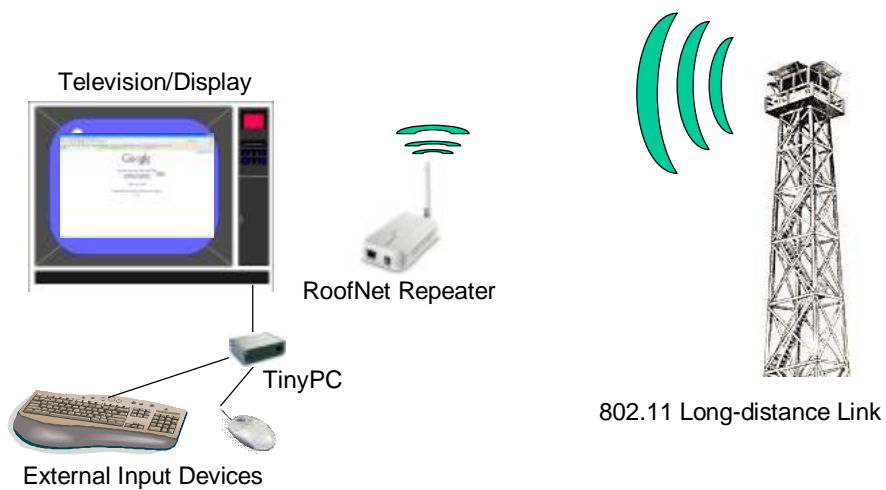 Television/Display
Google
RoofNet Repeater
TinyPC
802.11 Long-distance Link
External Input Devices